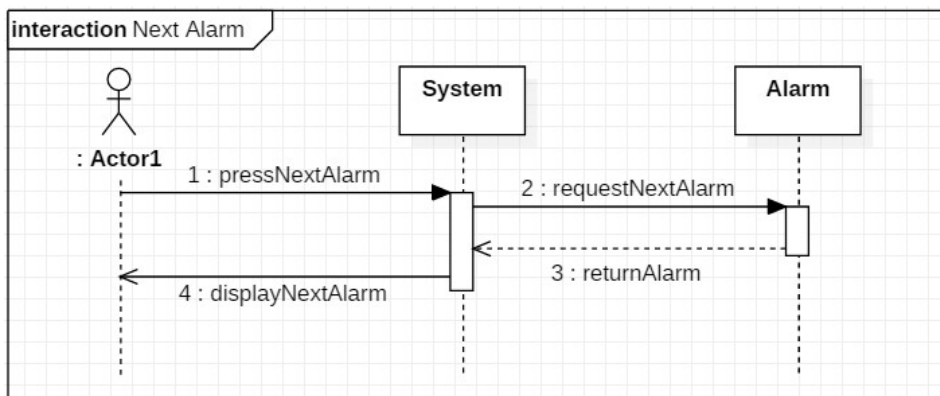 interaction Next Alarm
System
Alarm
: Actor1
1 : pressNextAlarm
2 : requestNextAlarm
3 : returnAlarm
4 : displayNextAlarm